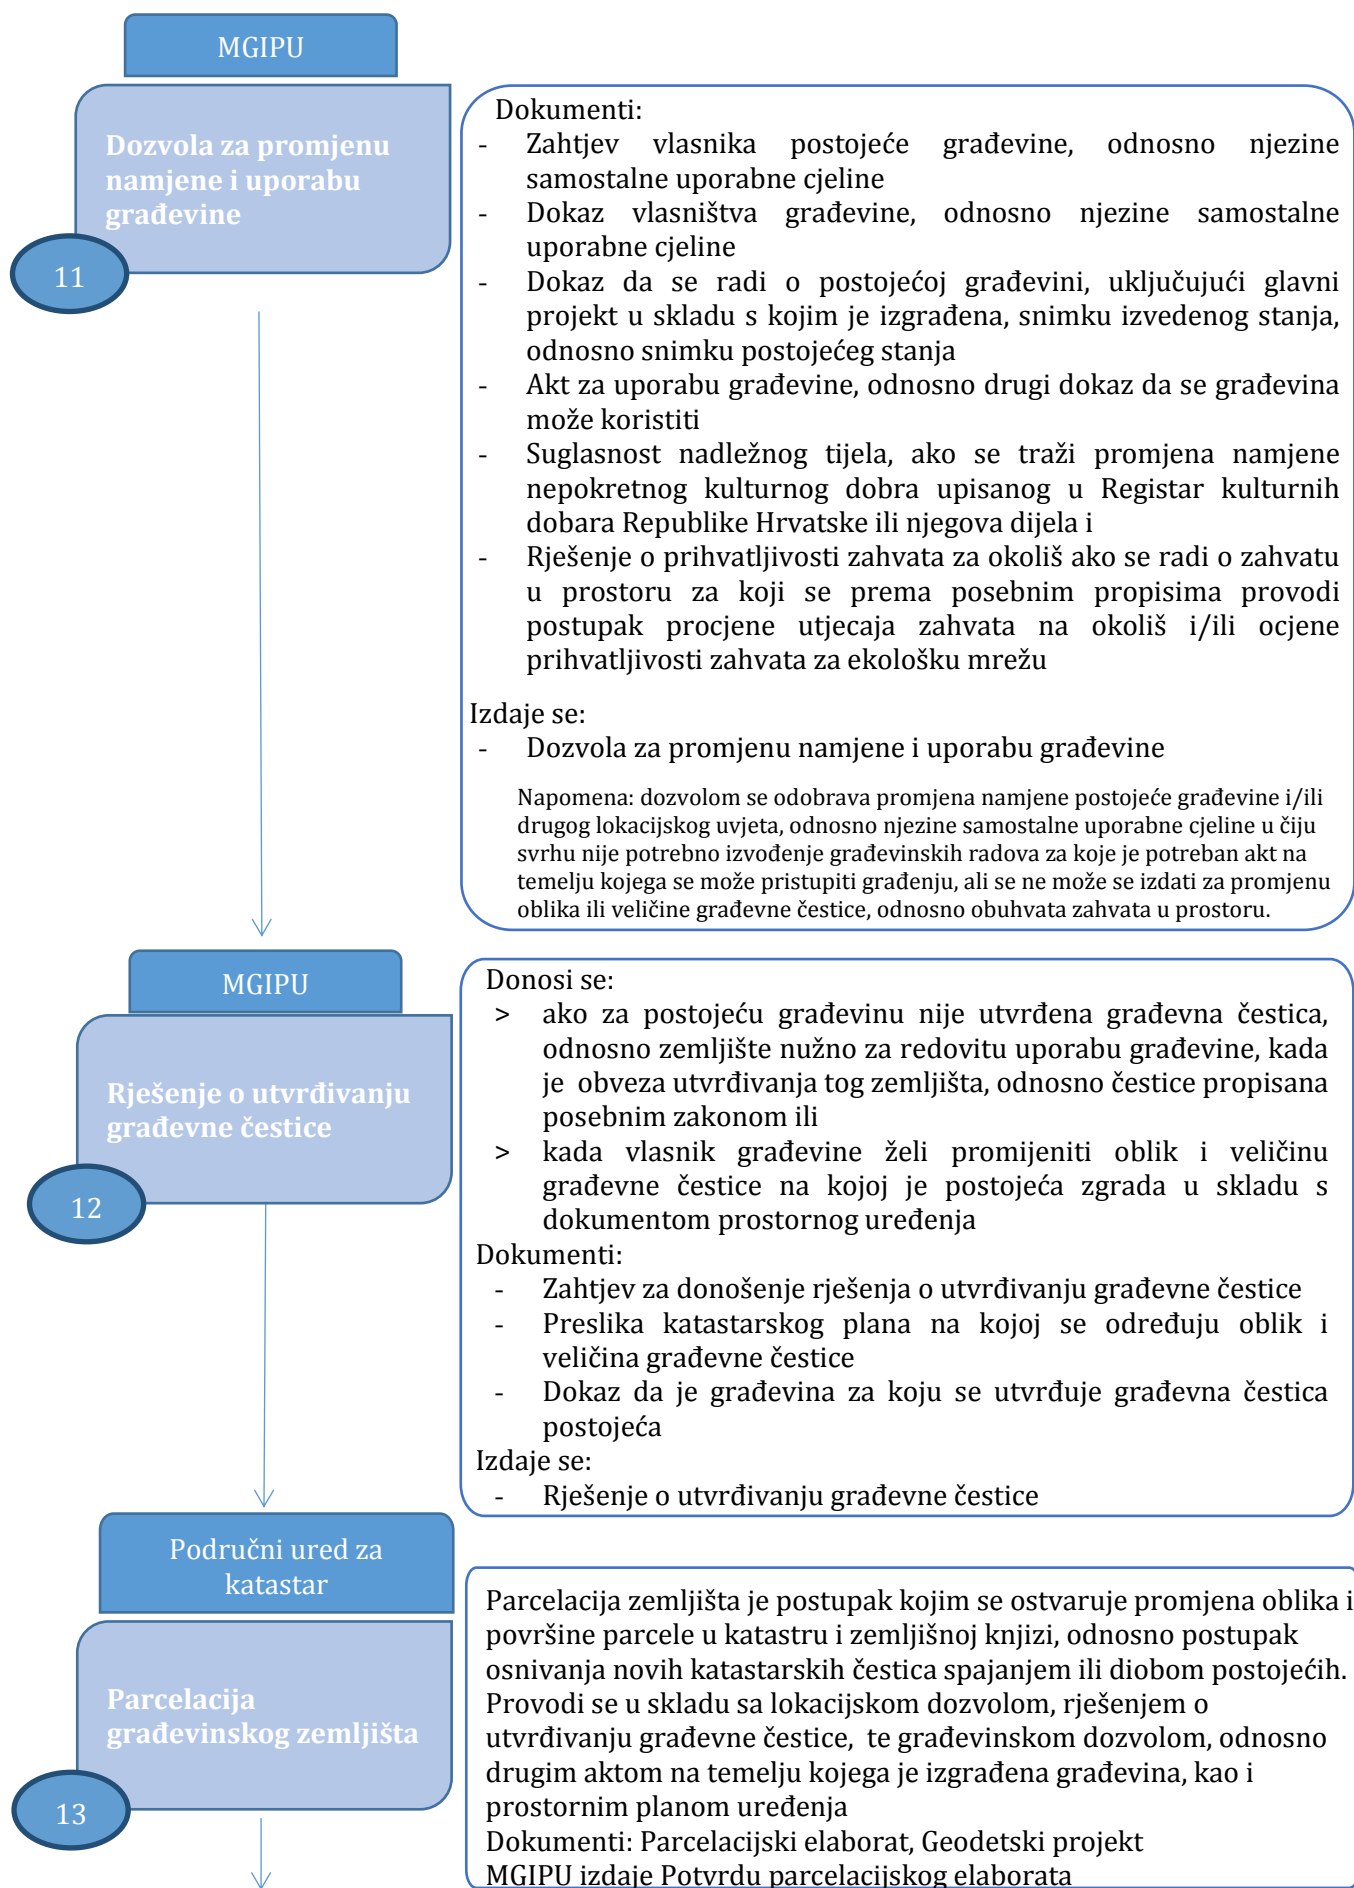 MGIPU
Dozvola za promjenu
namjene i uporabu
građevine
11
Dokumenti:
- Zahtjev vlasnika postojeće građevine, odnosno njezine
samostalne uporabne cjeline
- Dokaz vlasništva građevine, odnosno njezine samostalne
uporabne cjeline
- Dokaz da se radi o postojećoj građevini, uključujući glavni
projekt u skladu s kojim je izgrađena, snimku izvedenog stanja,
odnosno snimku postojećeg stanja
- Akt za uporabu građevine, odnosno drugi dokaz da se građevina
može koristiti
- Suglasnost nadležnog tijela, ako se traži promjena namjene
nepokretnog kulturnog dobra upisanog u Registar kulturnih
dobara Republike Hrvatske ili njegova dijela i
- Rješenje o prihvatljivosti zahvata za okoliš ako se radi o zahvatu
u prostoru za koji se prema posebnim propisima provodi
postupak procjene utjecaja zahvata na okoliš i/ili ocjene
prihvatljivosti zahvata za ekološku mrežu
Izdaje se:
- Dozvola za promjenu namjene i uporabu građevine
Napomena: dozvolom se odobrava promjena namjene postojeće građevine i/ili
drugog lokacijskog uvjeta, odnosno njezine samostalne uporabne cjeline u čiju
svrhu nije potrebno izvođenje građevinskih radova za koje je potreban akt na
temelju kojega se može pristupiti građenju, ali se ne može se izdati za promjenu
oblika ili veličine građevne čestice, odnosno obuhvata zahvata u prostoru.
MGIPU
Rješenje o utvrđivanju
građevne čestice
12
Donosi se:
> ako za postojeću građevinu nije utvrđena građevna čestica,
odnosno zemljište nužno za redovitu uporabu građevine, kada
je obveza utvrđivanja tog zemljišta, odnosno čestice propisana
posebnim zakonom ili
> kada vlasnik građevine želi promijeniti oblik i veličinu
građevne čestice na kojoj je postojeća zgrada u skladu s
dokumentom prostornog uređenja
Dokumenti:
- Zahtjev za donošenje rješenja o utvrđivanju građevne čestice
- Preslika katastarskog plana na kojoj se određuju oblik i
veličina građevne čestice
- Dokaz da je građevina za koju se utvrđuje građevna čestica
postojeća
Izdaje se:
- Rješenje o utvrđivanju građevne čestice
Područni ured za
katastar
Parcelacija
građevinskog zemljišta
13
Parcelacija zemljišta je postupak kojim se ostvaruje promjena oblika i
površine parcele u katastru i zemljišnoj knjizi, odnosno postupak
osnivanja novih katastarskih čestica spajanjem ili diobom postojećih.
Provodi se u skladu sa lokacijskom dozvolom, rješenjem o
utvrđivanju građevne čestice, te građevinskom dozvolom, odnosno
drugim aktom na temelju kojega je izgrađena građevina, kao i
prostornim planom uređenja
Dokumenti: Parcelacijski elaborat, Geodetski projekt
MGIPU izdaje Potvrdu parcelacijskog elaborata